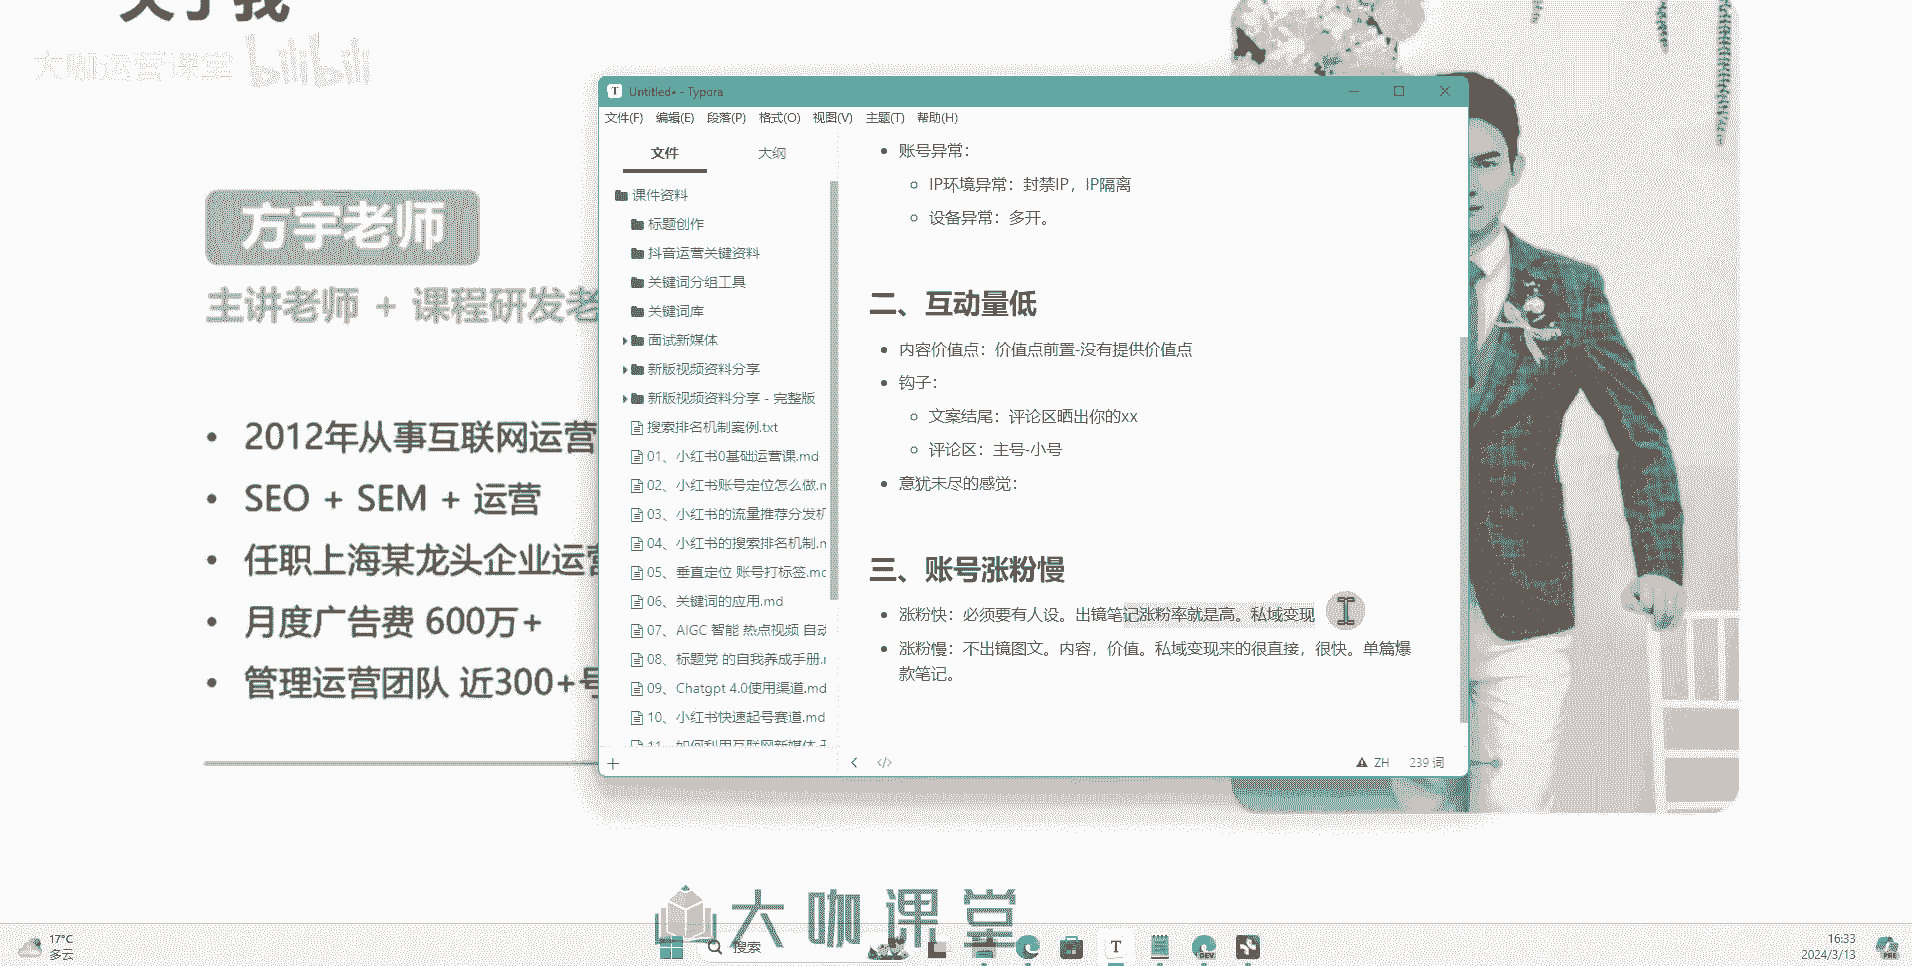 关于我
大咖运营课堂 bilibili
方宇老师
主讲老师 + 课程研发老
2012年从事互联网运营
SEO + SEM + 运营
任职上海某龙头企业运营
月度广告费 600万+
管理运营团队 近300+号
Untitled• - Typora
文件(F) 编辑(E) 段落(P) 格式(O) 视图(V) 主题(T) 帮助(H)
文件 大纲
课件资料
标题创作
抖音运营关键资料
关键词分组工具
关键词库
面试新媒体
新版视频资料分享
新版视频资料分享 - 完整版
搜索排名机制案例.txt
01、小红书0基础运营课.md
02、小红书账号定位怎么做.m
03、小红书的流量推荐分发机
04、小红书的搜索排名机制.m
05、垂直定位 账号打标签.md
06、关键词的应用.md
07、AIGC 智能 热点视频 自动
08、标题党 的自我养成手册.m
09、Chatgpt 4.0使用渠道.md
10、小红书快速起号赛道.md
11、如何利用互联网新媒体
账号异常：
IP环境异常：封禁IP，IP隔离
设备异常：多开。
二、互动量低
内容价值点：价值点前置-没有提供价值点
钩子：
文案结尾：评论区晒出你的xx
评论区：主号-小号
意犹未尽的感觉：
三、账号涨粉慢
涨粉快：必须要有人设。出镜笔记涨粉率就是高。私域变现
涨粉慢：不出镜图文。内容，价值。私域变现来的很直接，很快。单篇爆
款笔记。
ZH 239 词
大咖课堂
17°C
多云
搜索
T
DEV
16:33
2024/3/13
PRE